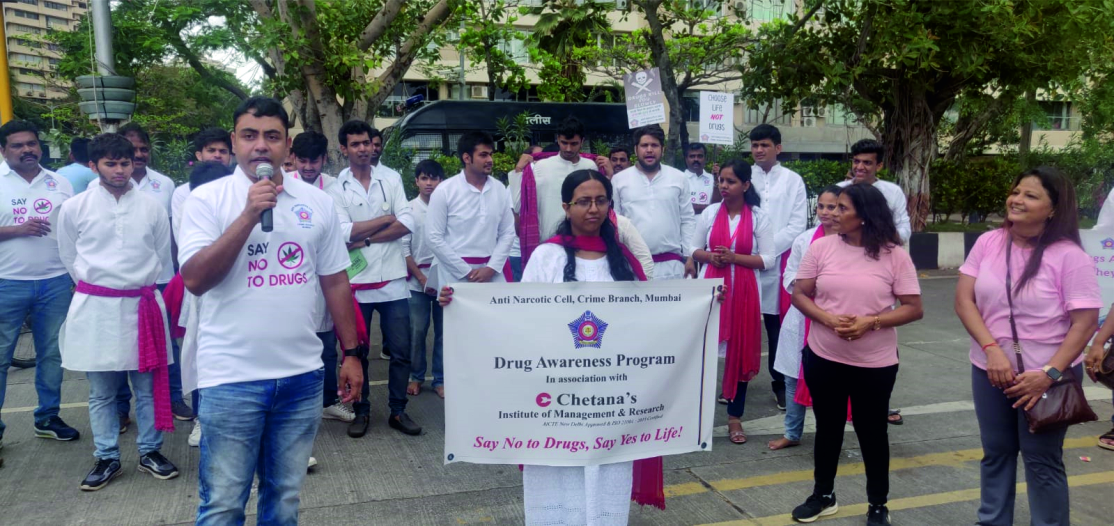 पोलीस
CHOOSE
LIFE
NOT
DRUGS
SAY
NO
TO DRUGS
SAY
NO
TO DRUGS
Anti Narcotic Cell, Crime Branch, Mumbai
Drug Awareness Program
In association with
Chetana's
Institute of Management & Research
Say No to Drugs, Say Yes to Life!